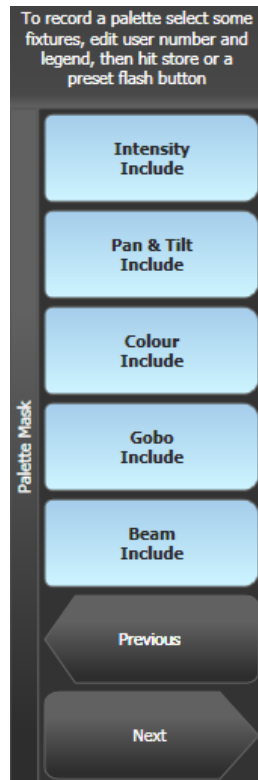 To record a palette select some
fixtures, edit user number and
legend, then hit store or a
preset flash button
Palette Mask
Intensity
Include
Pan & Tilt
Include
Colour
Include
Gobo
Include
Beam
Include
Previous
Next